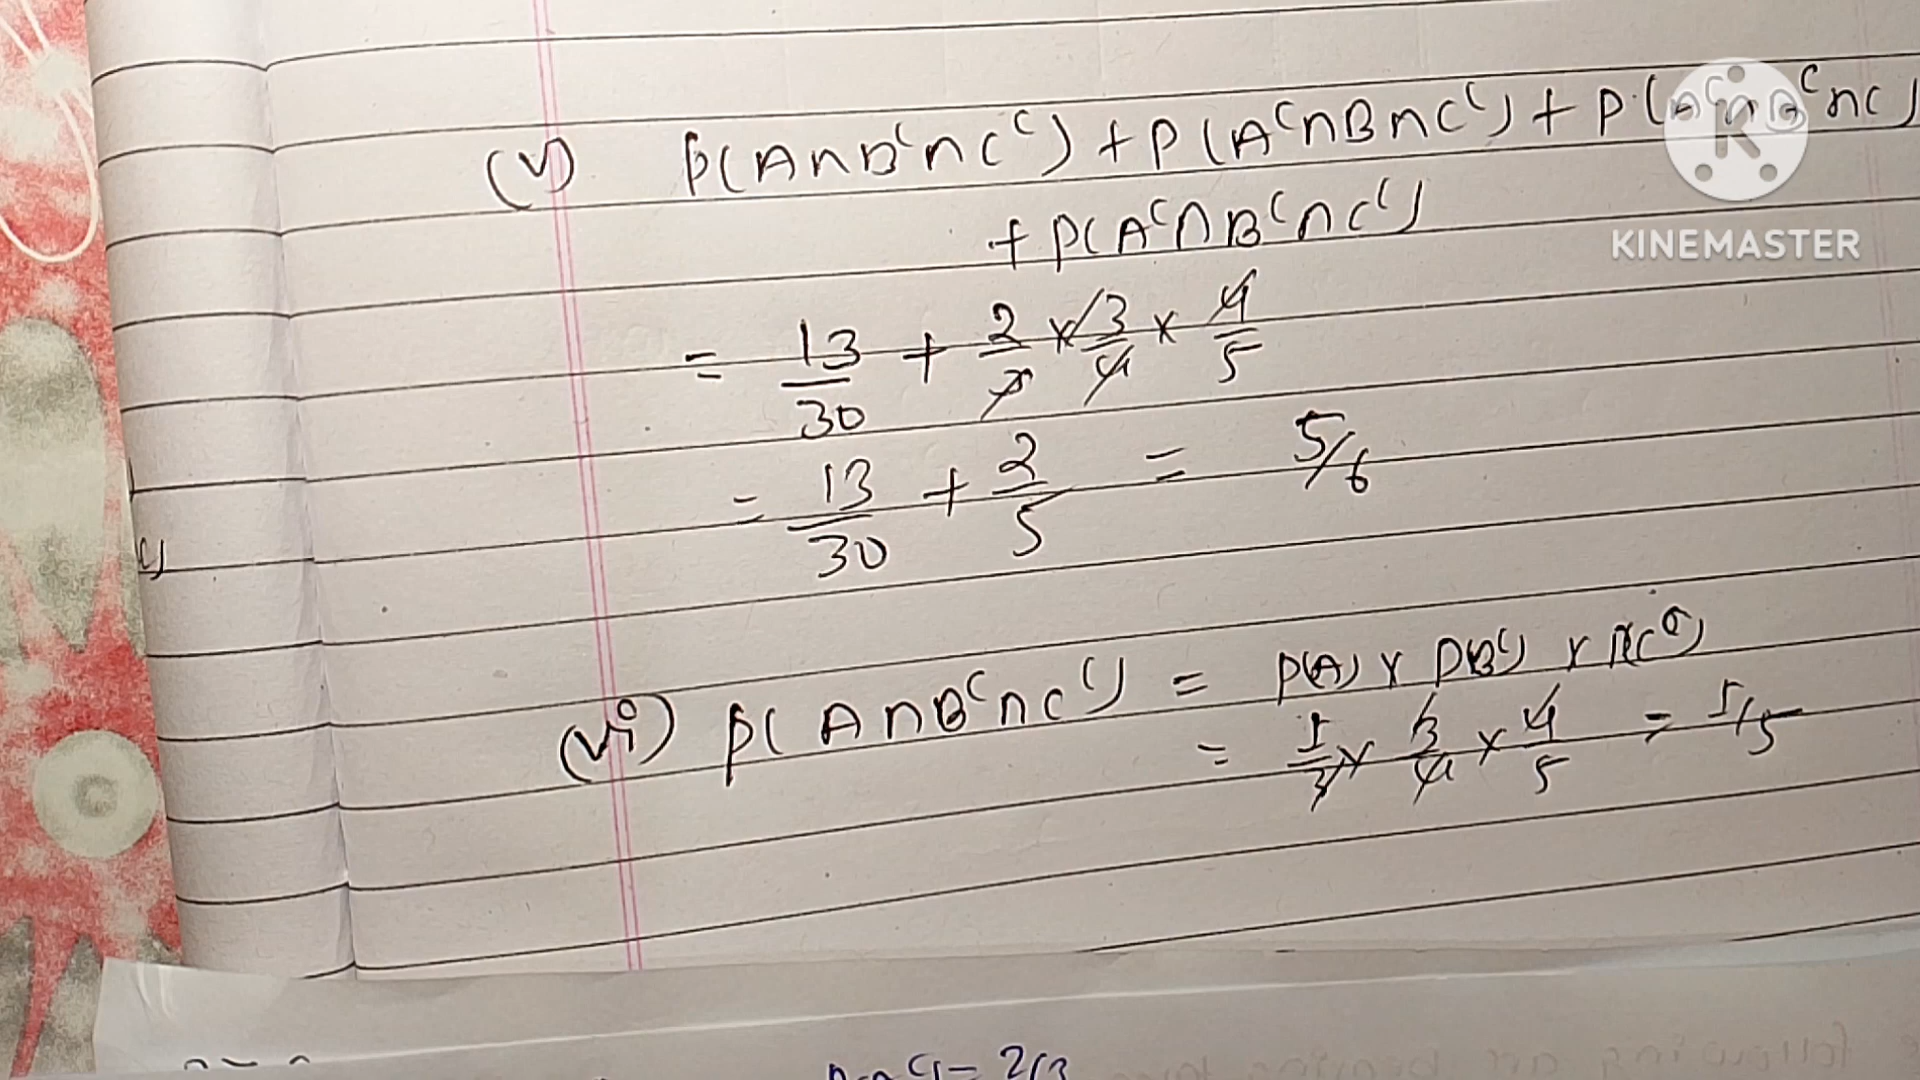 (v) P(A∩B^c∩C^c) + P(A^c∩B∩C^c) + P(A^c∩B^c∩C)
+ P(A^c∩B^c∩C^c)
KINEMASTER
= 13/30 + 2/3 × 3/4 × 4/5
= 13/30 + 2/5 = 5/6
(vi) P(A∩B^c∩C^c) = P(A) × P(B^c) × P(C^c)
= 1/3 × 3/4 × 4/5 = 1/5